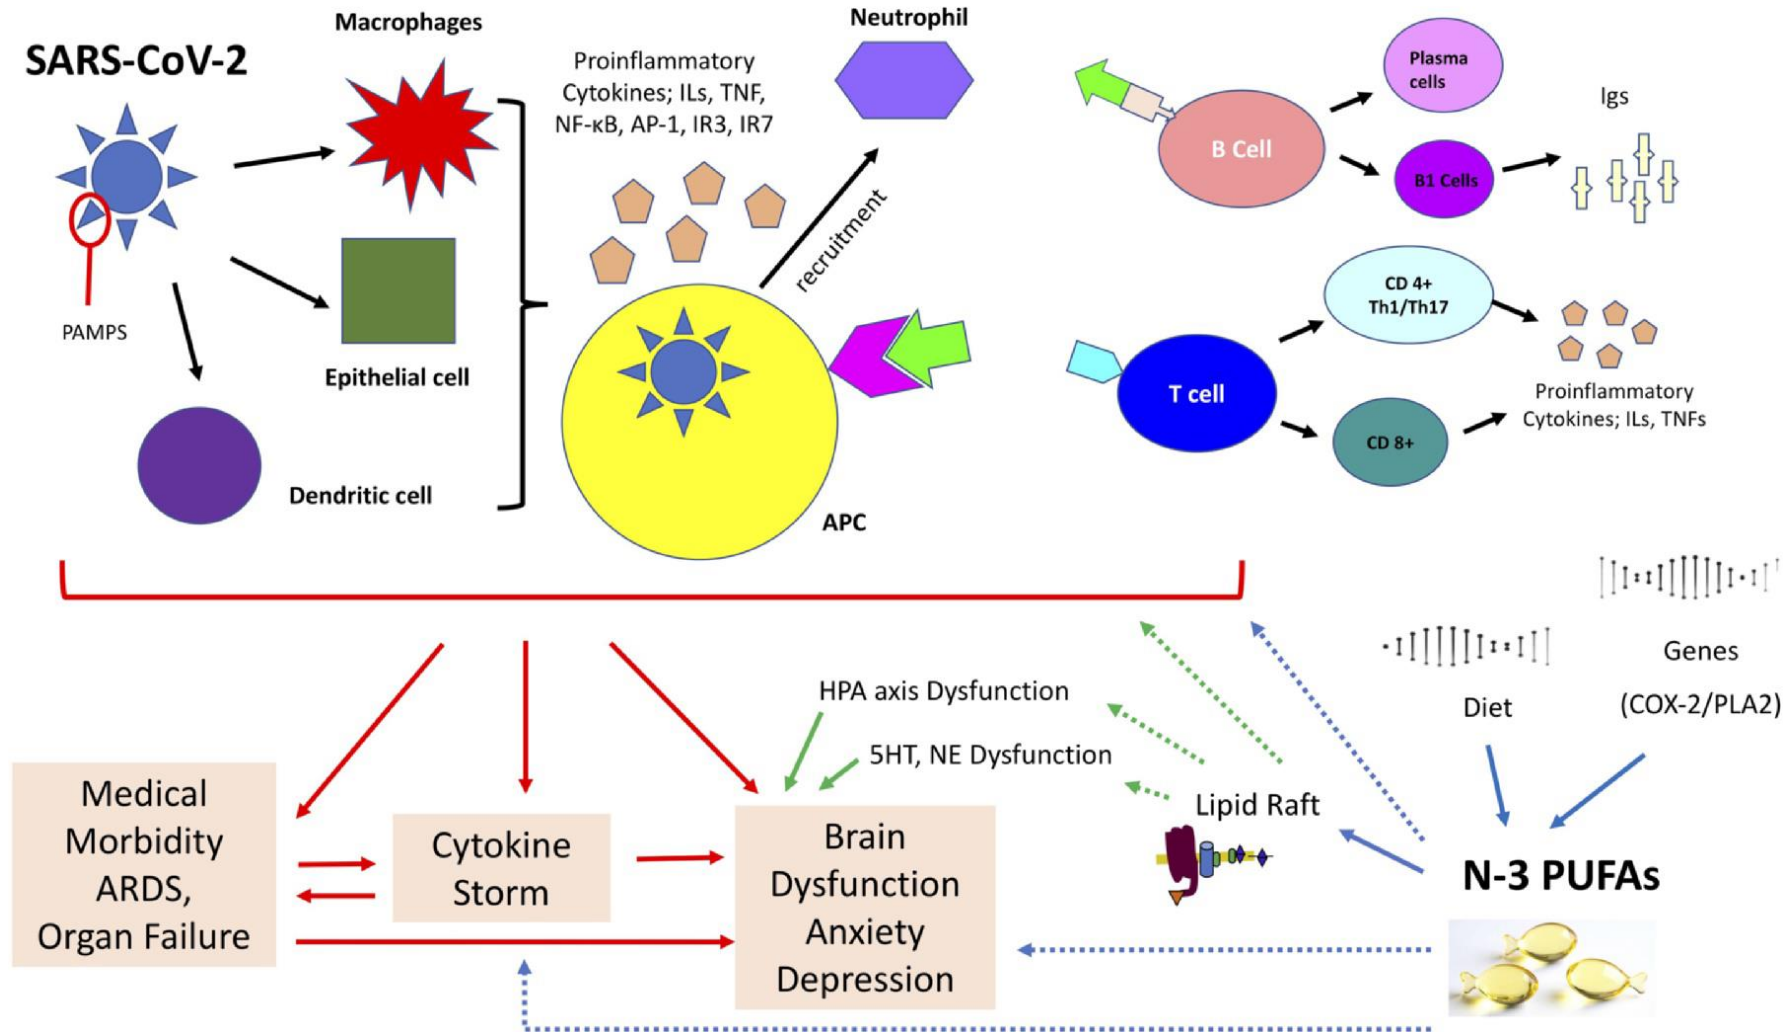 SARS-CoV-2
PAMPS
Macrophages
Epithelial cell
Dendritic cell
Proinflammatory
Cytokines; ILs, TNF,
NF-κB, AP-1, IR3, IR7
Neutrophil
recruitment
APC
B Cell
Plasma
cells
B1 Cells
Igs
T cell
CD 4+
Th1/Th17
CD 8+
Proinflammatory
Cytokines; ILs, TNFs
Medical
Morbidity
ARDS,
Organ Failure
Cytokine
Storm
HPA axis Dysfunction
5HT, NE Dysfunction
Brain
Dysfunction
Anxiety
Depression
Lipid Raft
Diet
Genes
(COX-2/PLA2)
N-3 PUFAs